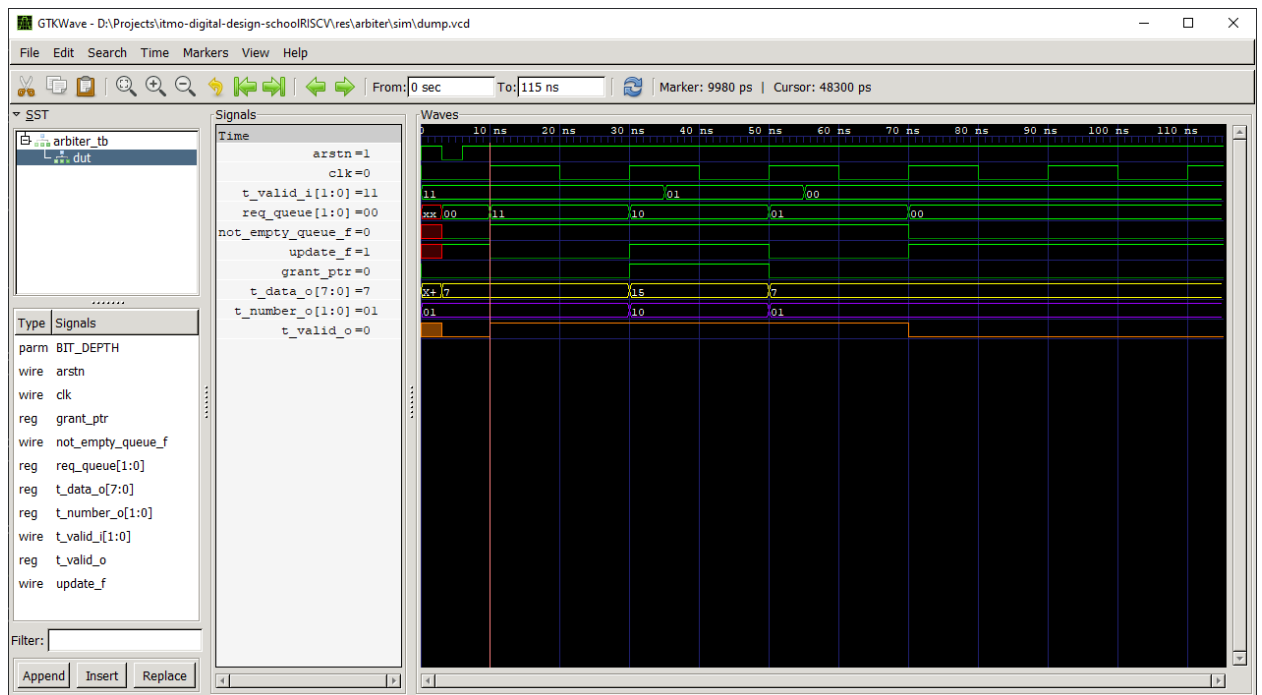 GTKWave - D:\Projects\itmo-digital-design-schoolRISCV\res\arbiter\sim\dump.vcd
File Edit Search Time Markers View Help
From: 0 sec To: 115 ns Marker: 9980 ps | Cursor: 48300 ps
SST
arbiter_tb
dut
Type Signals
parm BIT_DEPTH
wire arstn
wire clk
reg grant_ptr
wire not_empty_queue_f
reg req_queue[1:0]
reg t_data_o[7:0]
reg t_number_o[1:0]
wire t_valid_i[1:0]
reg t_valid_o
wire update_f
Filter:
Append Insert Replace
Signals
Time
arstn=1
clk=0
t_valid_i[1:0]=11
req_queue[1:0]=00
not_empty_queue_f=0
update_f=1
grant_ptr=0
t_data_o[7:0]=7
t_number_o[1:0]=01
t_valid_o=0
Waves
0 10 ns 20 ns 30 ns 40 ns 50 ns 60 ns 70 ns 80 ns 90 ns 100 ns 110 ns
11 01 00
xx 00 11 10 01 00
X+ 7 15 7
01 10 01